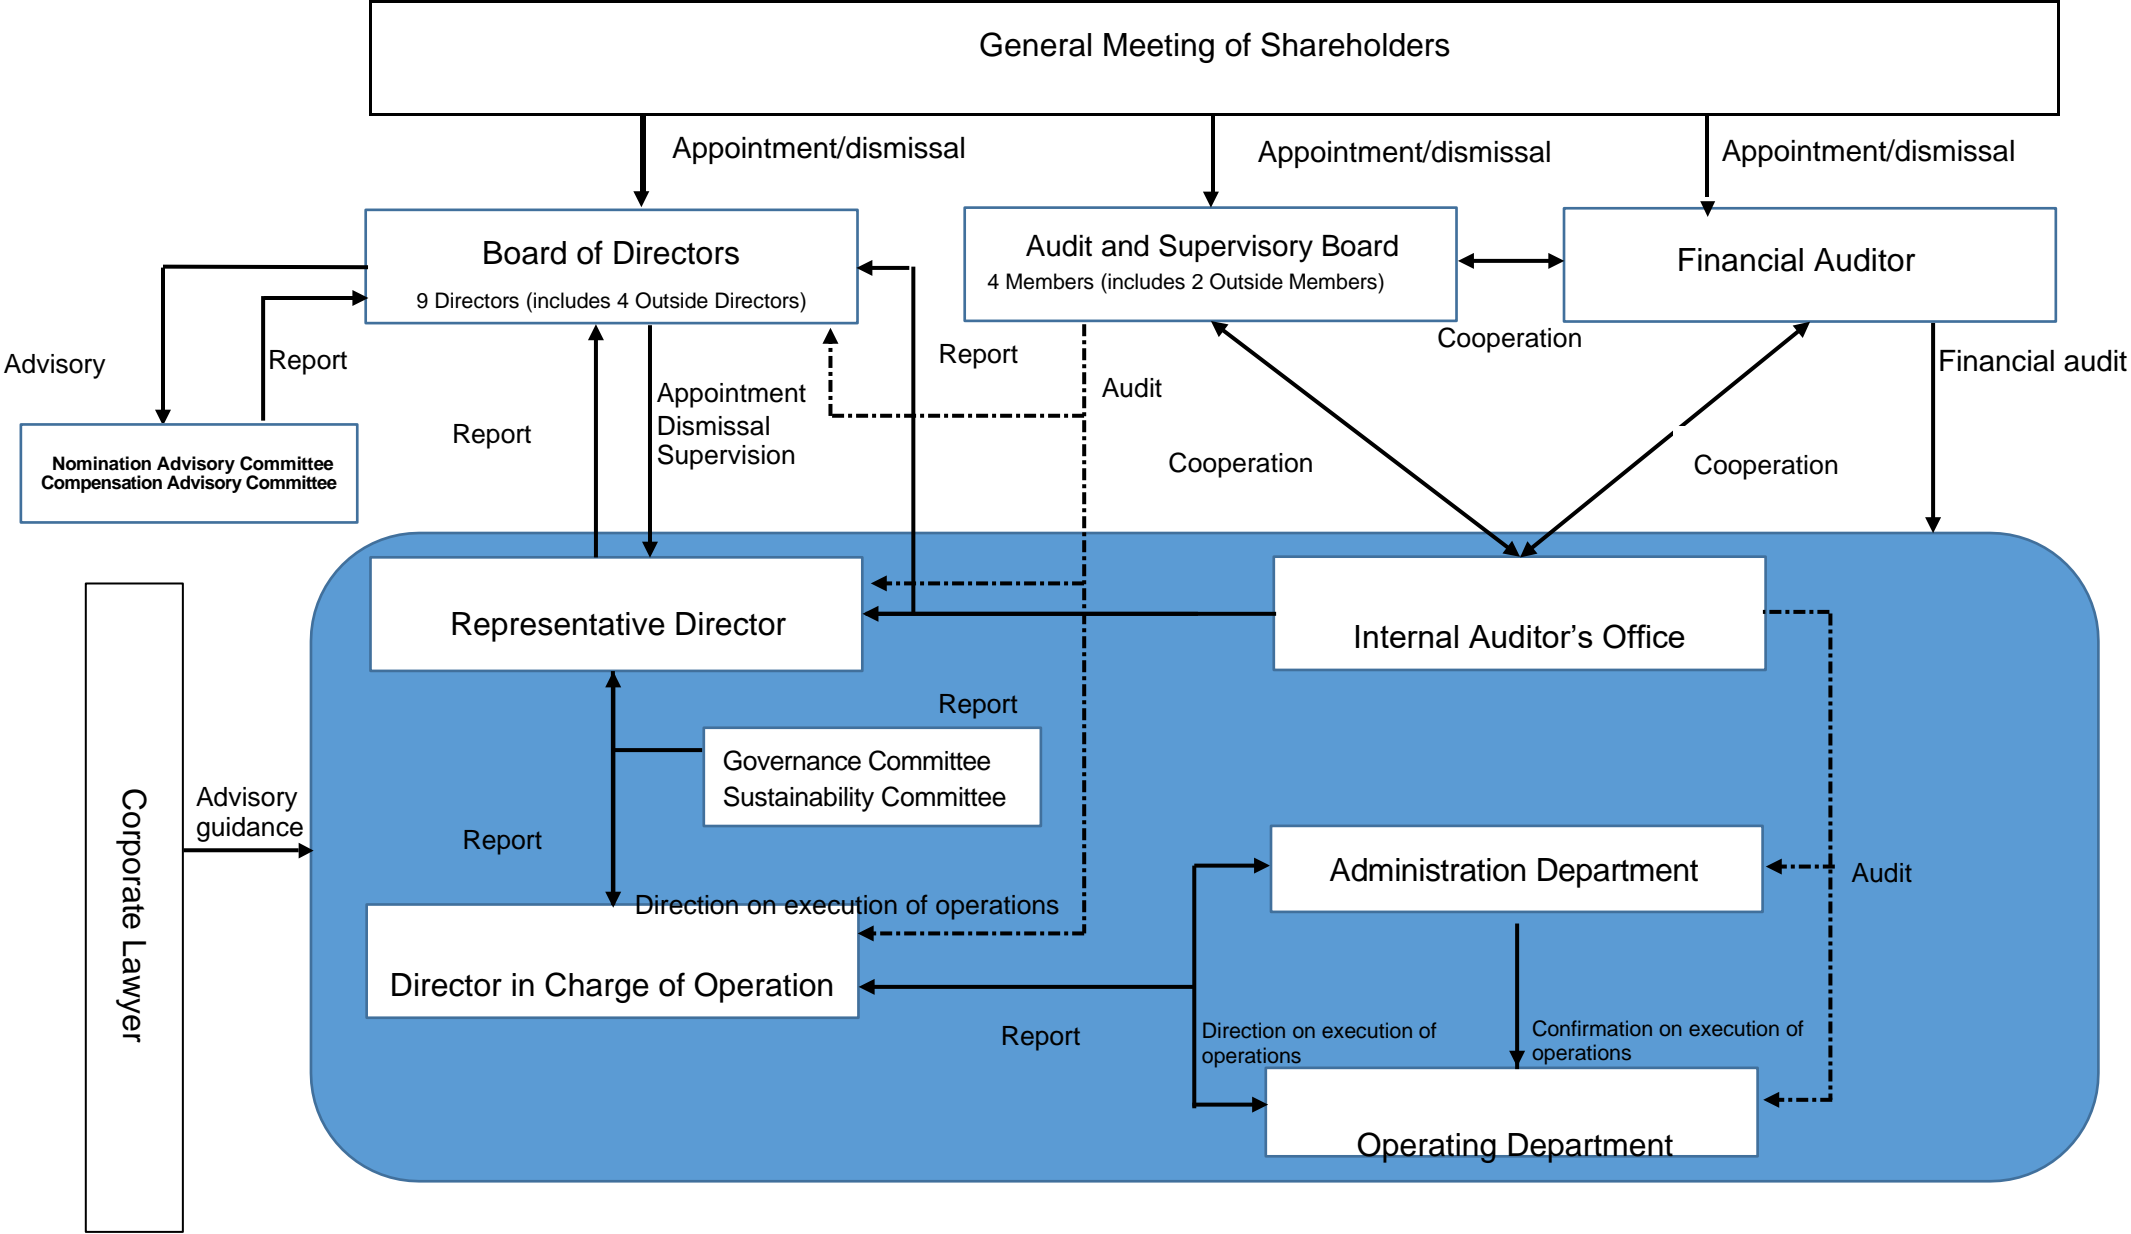 General Meeting of Shareholders
Appointment/dismissal
Appointment/dismissal
Appointment/dismissal
Board of Directors
9 Directors (includes 4 Outside Directors)
Audit and Supervisory Board
4 Members (includes 2 Outside Members)
Financial Auditor
Cooperation
Advisory
Report
Report
Audit
Financial audit
Appointment
Dismissal
Supervision
Report
Cooperation
Cooperation
Nomination Advisory Committee
Compensation Advisory Committee
Representative Director
Internal Auditor’s Office
Report
Governance Committee
Sustainability Committee
Corporate Lawyer
Advisory
guidance
Report
Administration Department
Audit
Direction on execution of operations
Director in Charge of Operation
Report
Direction on execution of
operations
Confirmation on execution of
operations
Operating Department